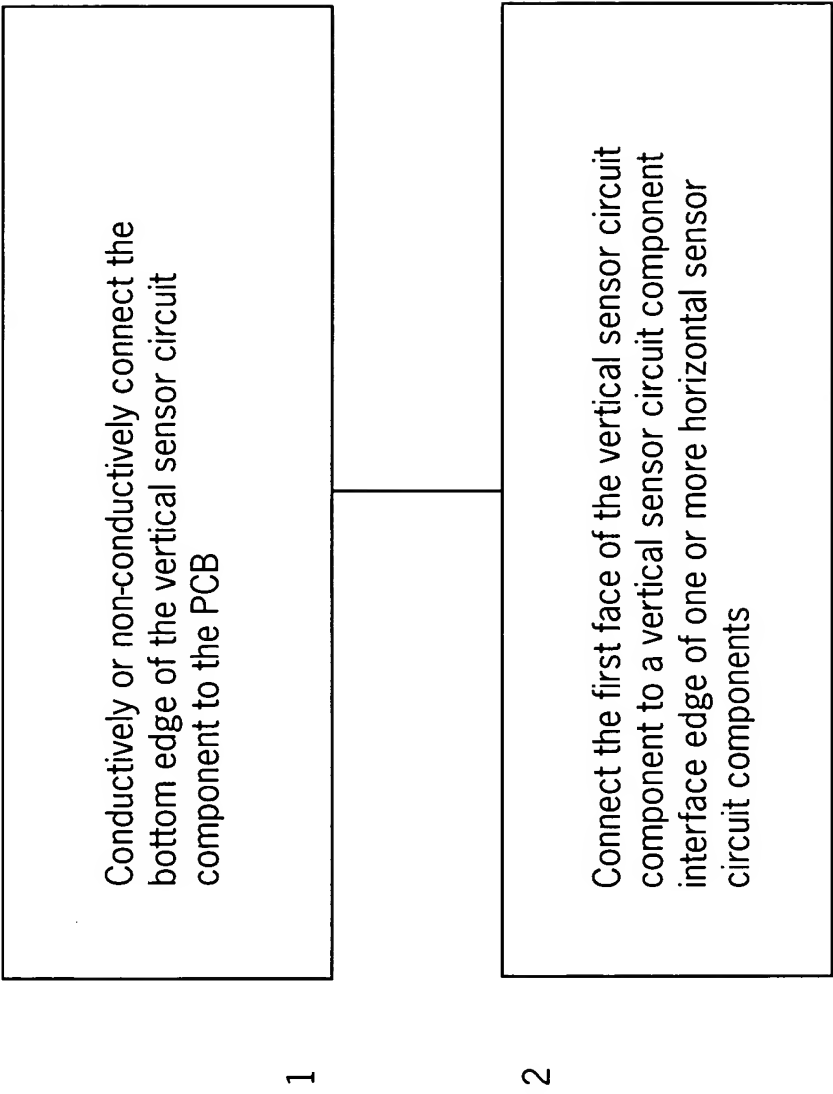 1
Conductively or non-conductively connect the
bottom edge of the vertical sensor circuit
component to the PCB
2
Connect the first face of the vertical sensor circuit
component to a vertical sensor circuit component
interface edge of one or more horizontal sensor
circuit components